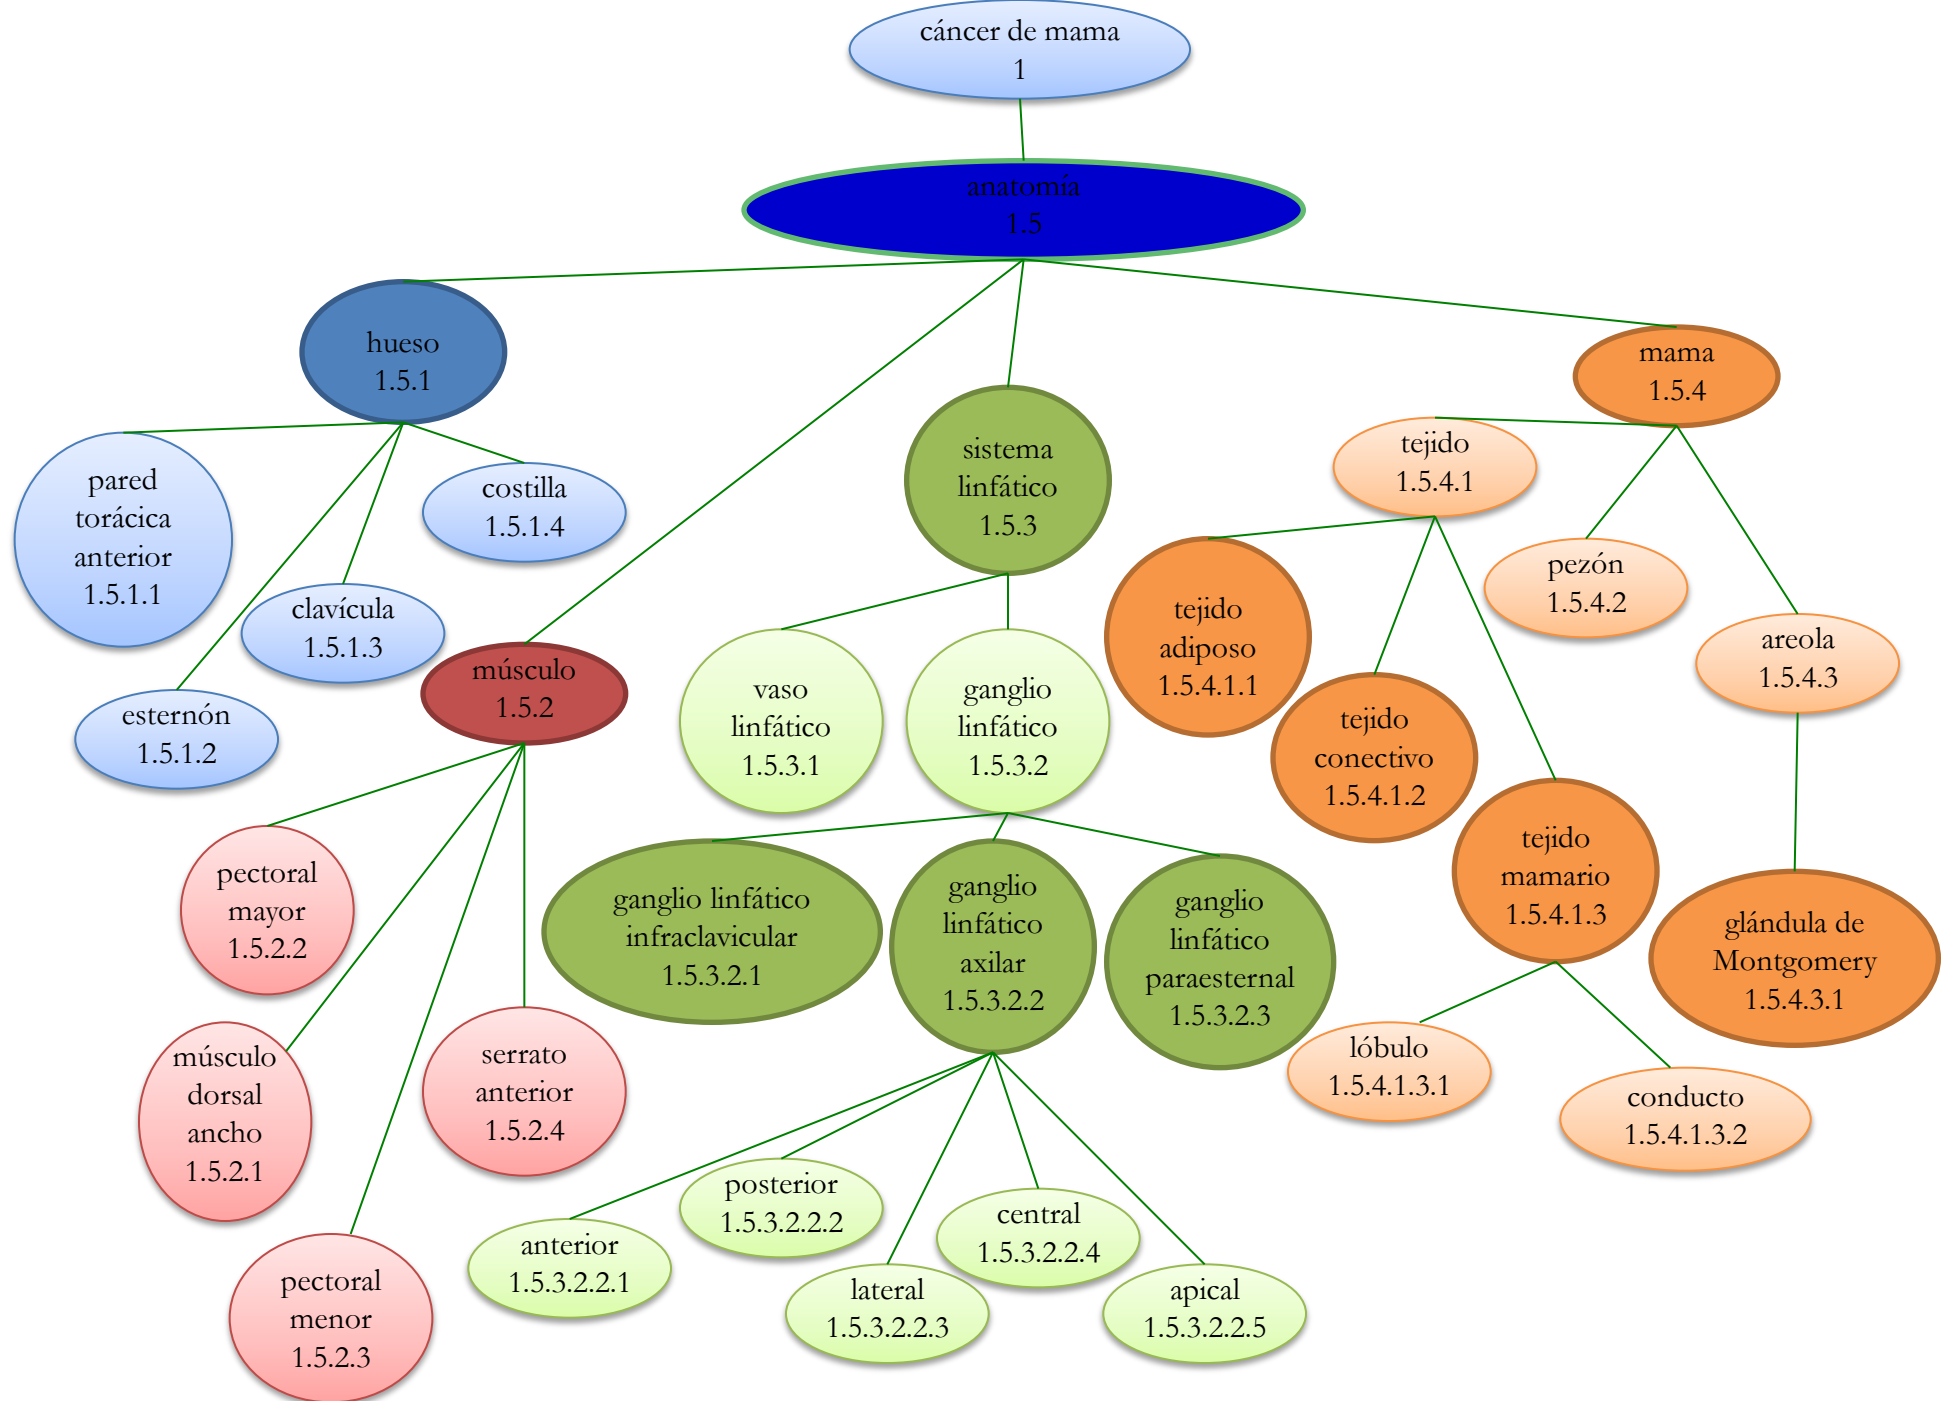 cáncer de mama
1
anatomía
1.5
hueso
1.5.1
pared
torácica
anterior
1.5.1.1
esternón
1.5.1.2
clavícula
1.5.1.3
costilla
1.5.1.4
músculo
1.5.2
músculo
dorsal
ancho
1.5.2.1
pectoral
mayor
1.5.2.2
pectoral
menor
1.5.2.3
serrato
anterior
1.5.2.4
sistema
linfático
1.5.3
vaso
linfático
1.5.3.1
ganglio
linfático
1.5.3.2
ganglio linfático
infraclavicular
1.5.3.2.1
ganglio
linfático
axilar
1.5.3.2.2
ganglio
linfático
paraesternal
1.5.3.2.3
anterior
1.5.3.2.2.1
posterior
1.5.3.2.2.2
lateral
1.5.3.2.2.3
central
1.5.3.2.2.4
apical
1.5.3.2.2.5
mama
1.5.4
tejido
1.5.4.1
tejido
adiposo
1.5.4.1.1
tejido
conectivo
1.5.4.1.2
tejido
mamario
1.5.4.1.3
lóbulo
1.5.4.1.3.1
conducto
1.5.4.1.3.2
pezón
1.5.4.2
areola
1.5.4.3
glándula de
Montgomery
1.5.4.3.1